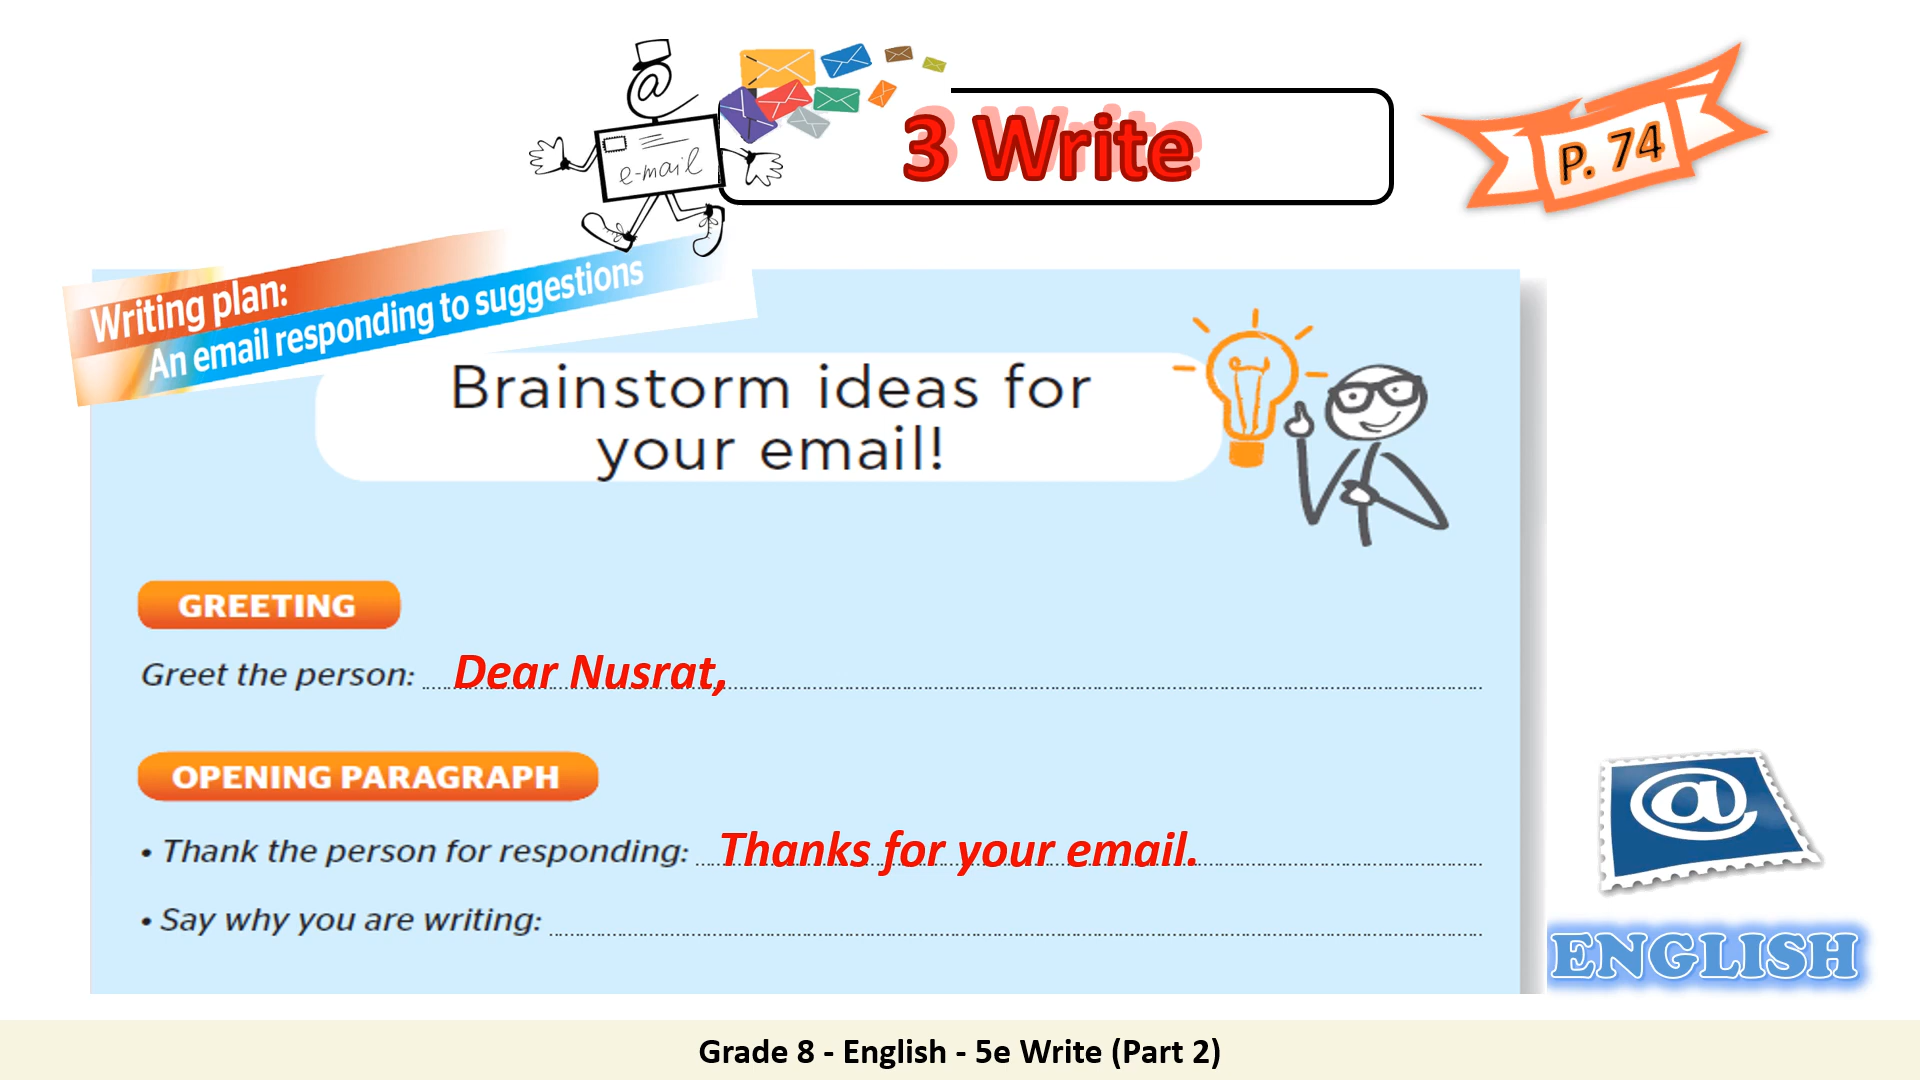 @
e-mail
3 Write
P. 74
Writing plan:
An email responding to suggestions
Brainstorm ideas for
your email!
GREETING
Greet the person: Dear Nusrat,
OPENING PARAGRAPH
• Thank the person for responding: Thanks for your email.
• Say why you are writing:
@
ENGLISH
Grade 8 - English - 5e Write (Part 2)